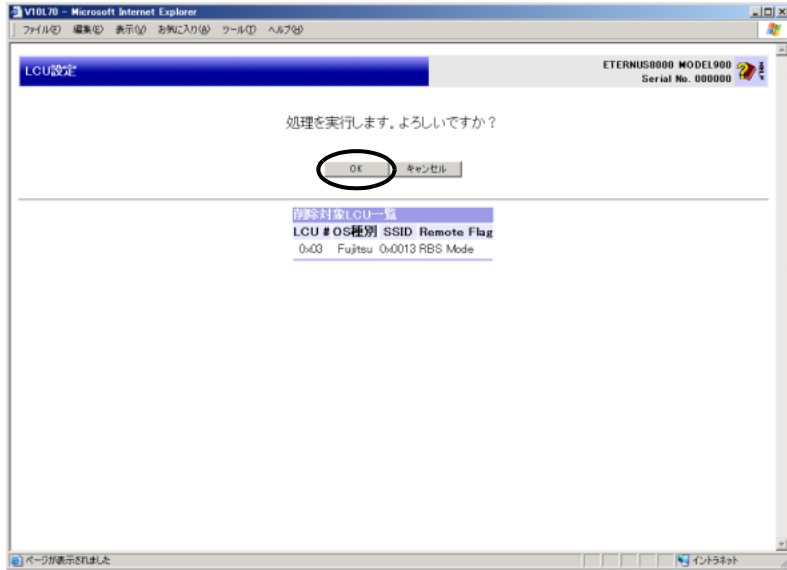 V10L70 - Microsoft Internet Explorer
ファイル(F) 編集(E) 表示(V) お気に入り(A) ツール(T) ヘルプ(H)
LCU設定
ETERNUS8000 MODEL900
Serial No. 000000
処理を実行します。よろしいですか？
OK キャンセル
削除対象LCU一覧
LCU # OS種別 SSID Remote Flag
0x03 Fujitsu 0x0013 RBS Mode
ページが表示されました
イントラネット